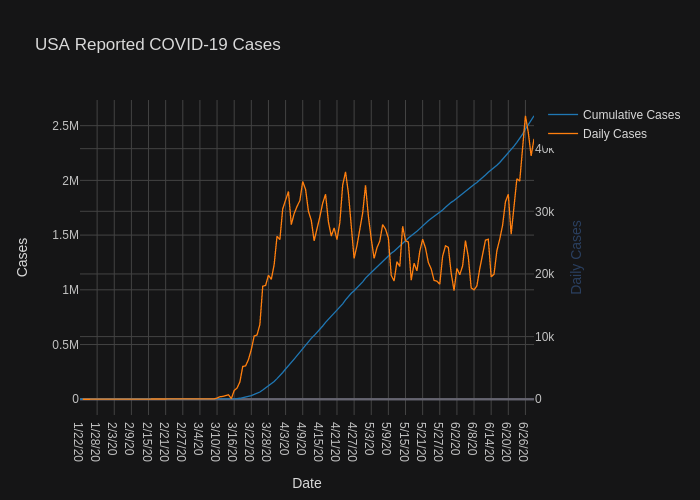 USA Reported COVID-19 Cases
Cumulative Cases
Daily Cases
2.5M
2M
1.5M
1M
0.5M
0
Cases
40k
30k
20k
10k
0
Daily Cases
1/22/20
1/28/20
2/3/20
2/9/20
2/15/20
2/21/20
2/27/20
3/4/20
3/10/20
3/16/20
3/22/20
3/28/20
4/3/20
4/9/20
4/15/20
4/21/20
4/27/20
5/3/20
5/9/20
5/15/20
5/21/20
5/27/20
6/2/20
6/8/20
6/14/20
6/20/20
6/26/20
Date